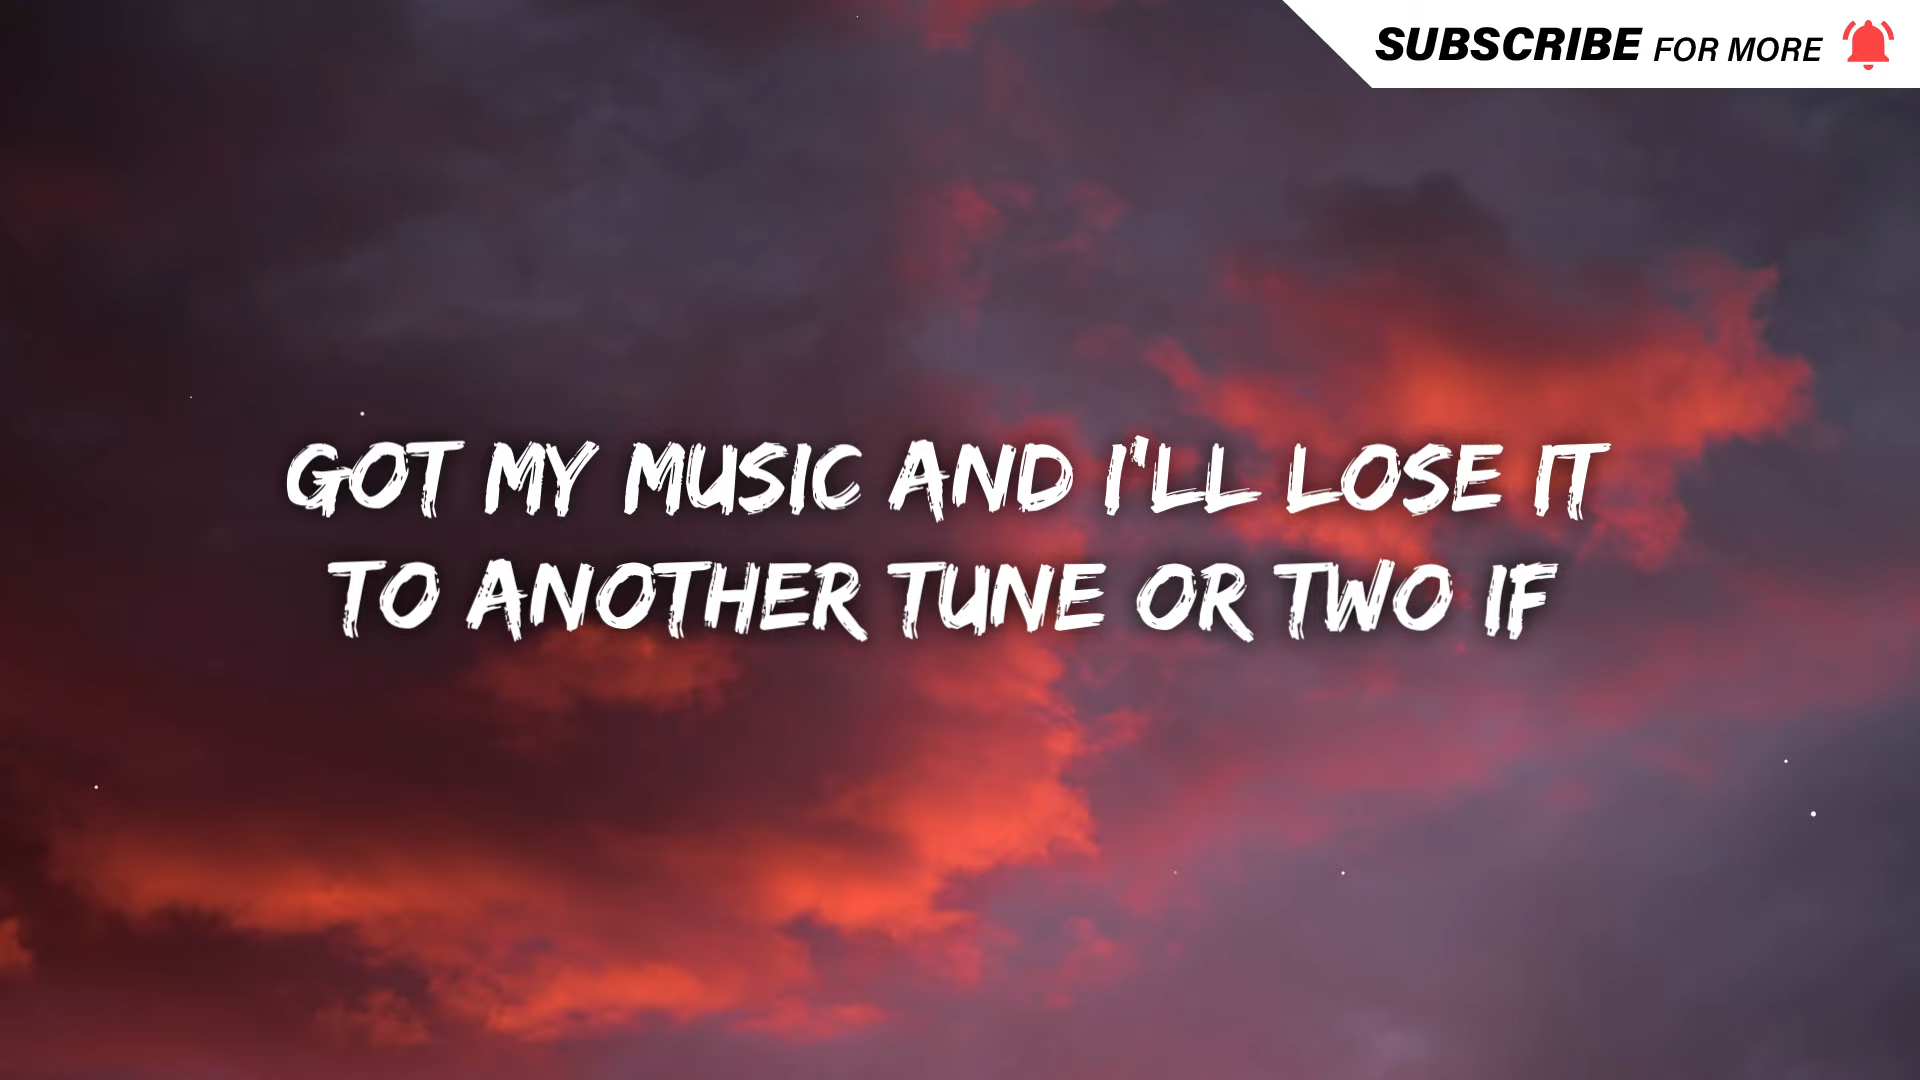 SUBSCRIBE FOR MORE
GOT MY MUSIC AND I'LL LOSE IT
TO ANOTHER TUNE OR TWO IF